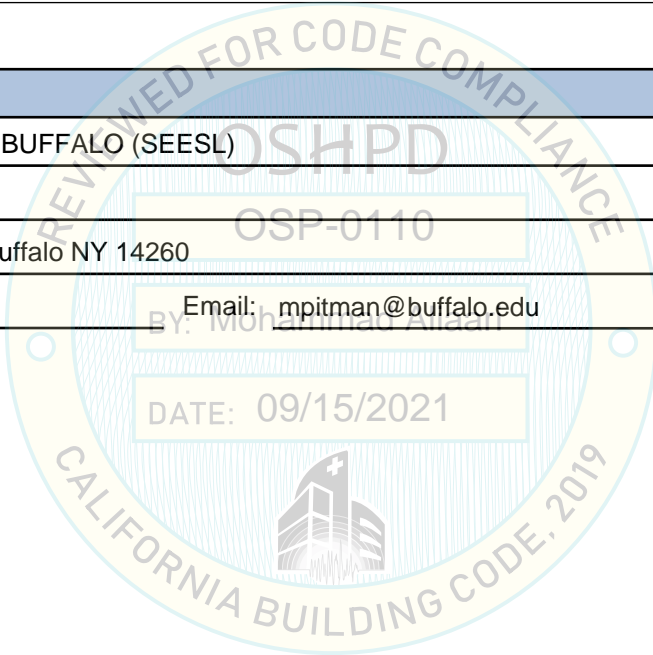 REVIEWED FOR CODE COMPLIANCE
BUFFALO (SEESL)
OSHPD
OSP-0110
uffalo NY 14260
Email: mpitman@buffalo.edu
BY: Mohammad
DATE: 09/15/2021
CALIFORNIA BUILDING CODE, 2019